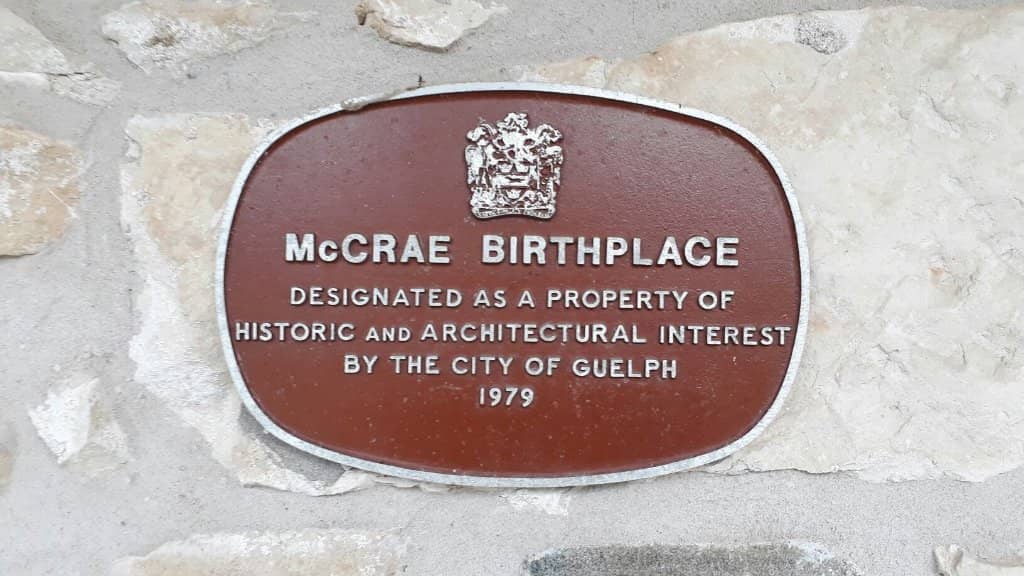 McCRAE BIRTHPLACE
DESIGNATED AS A PROPERTY OF
HISTORIC AND ARCHITECTURAL INTEREST
BY THE CITY OF GUELPH
1979